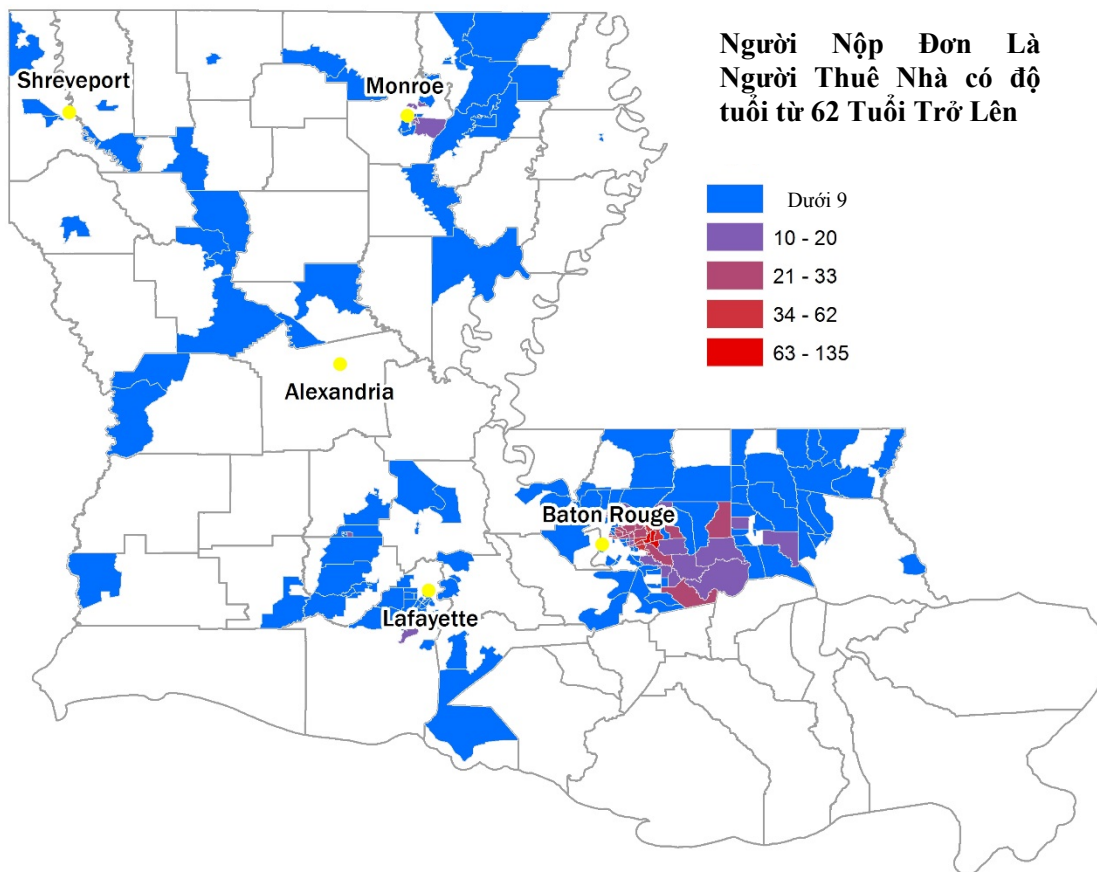 Người Nộp Đơn Là
Người Thuê Nhà có độ
tuổi từ 62 Tuổi Trở Lên
Shreveport
Monroe
Dưới 9
10 - 20
21 - 33
34 - 62
63 - 135
Alexandria
Baton Rouge
Lafayette